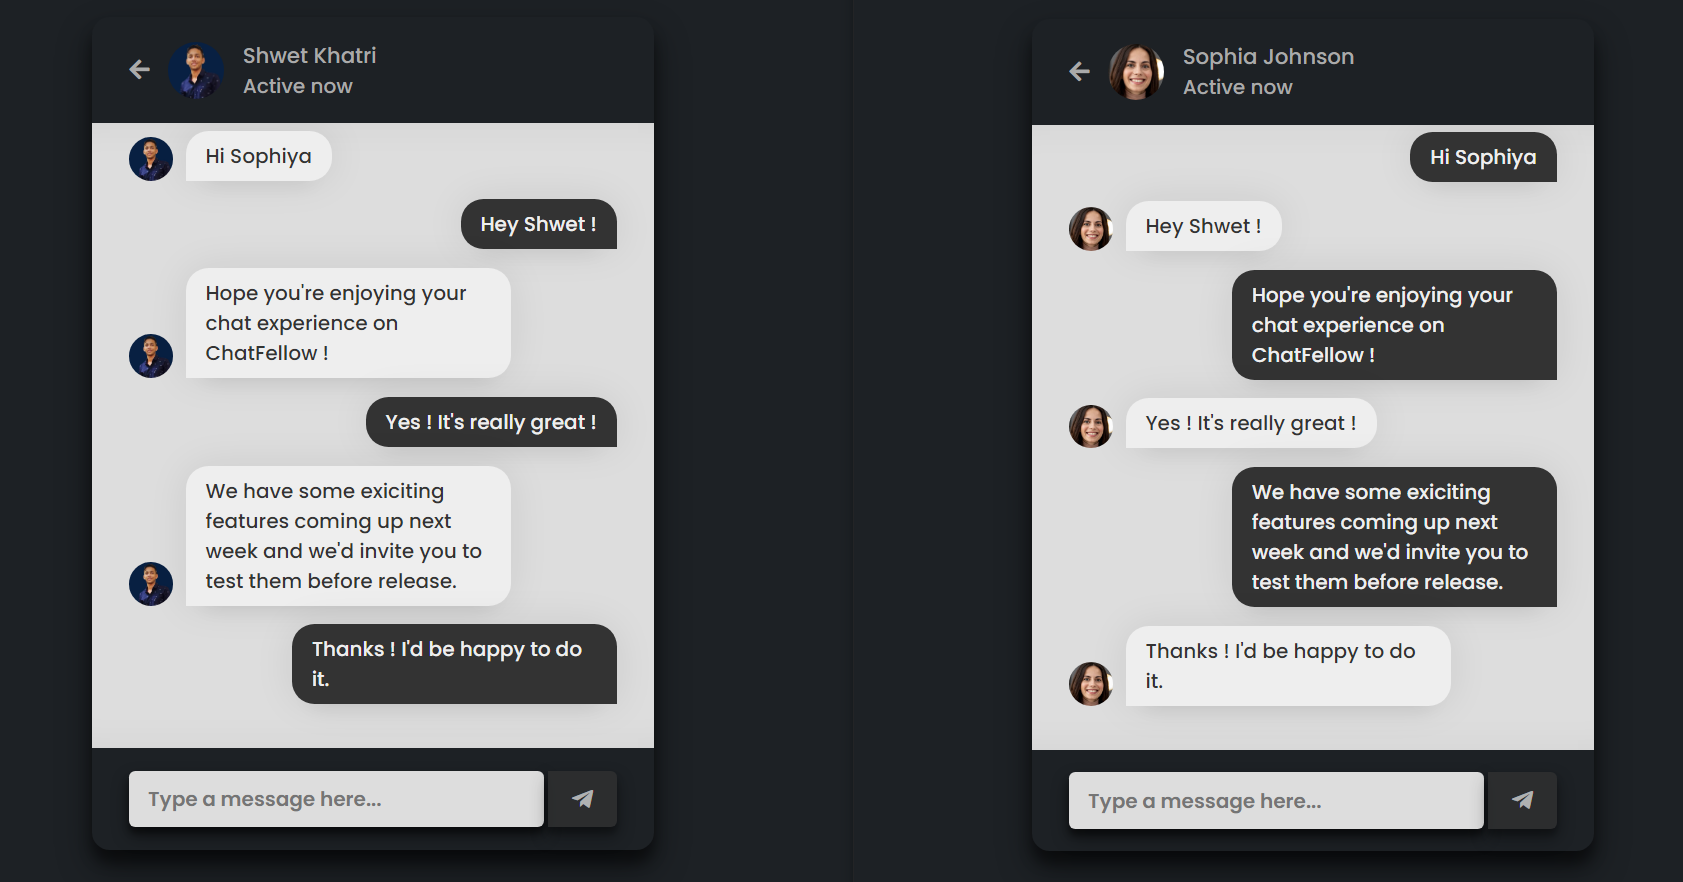 Shwet Khatri
Active now
Hi Sophiya
Hey Shwet !
Hope you're enjoying your
chat experience on
ChatFellow !
Yes ! It's really great !
We have some exiciting
features coming up next
week and we'd invite you to
test them before release.
Thanks ! I'd be happy to do
it.
Type a message here...
Sophia Johnson
Active now
Hi Sophiya
Hey Shwet !
Hope you're enjoying your
chat experience on
ChatFellow !
Yes ! It's really great !
We have some exiciting
features coming up next
week and we'd invite you to
test them before release.
Thanks ! I'd be happy to do
it.
Type a message here...